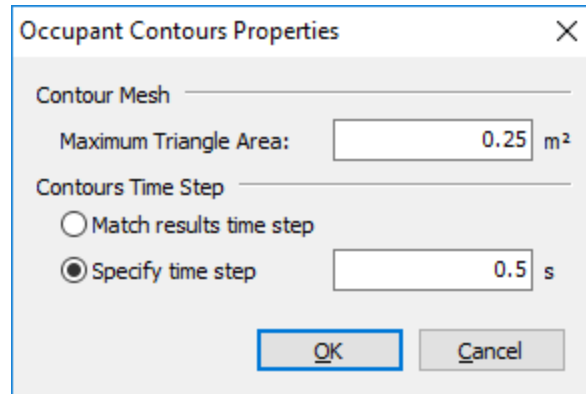 Occupant Contours Properties
Contour Mesh
Maximum Triangle Area: 0.25 m²
Contours Time Step
Match results time step
Specify time step 0.5 s
OK Cancel